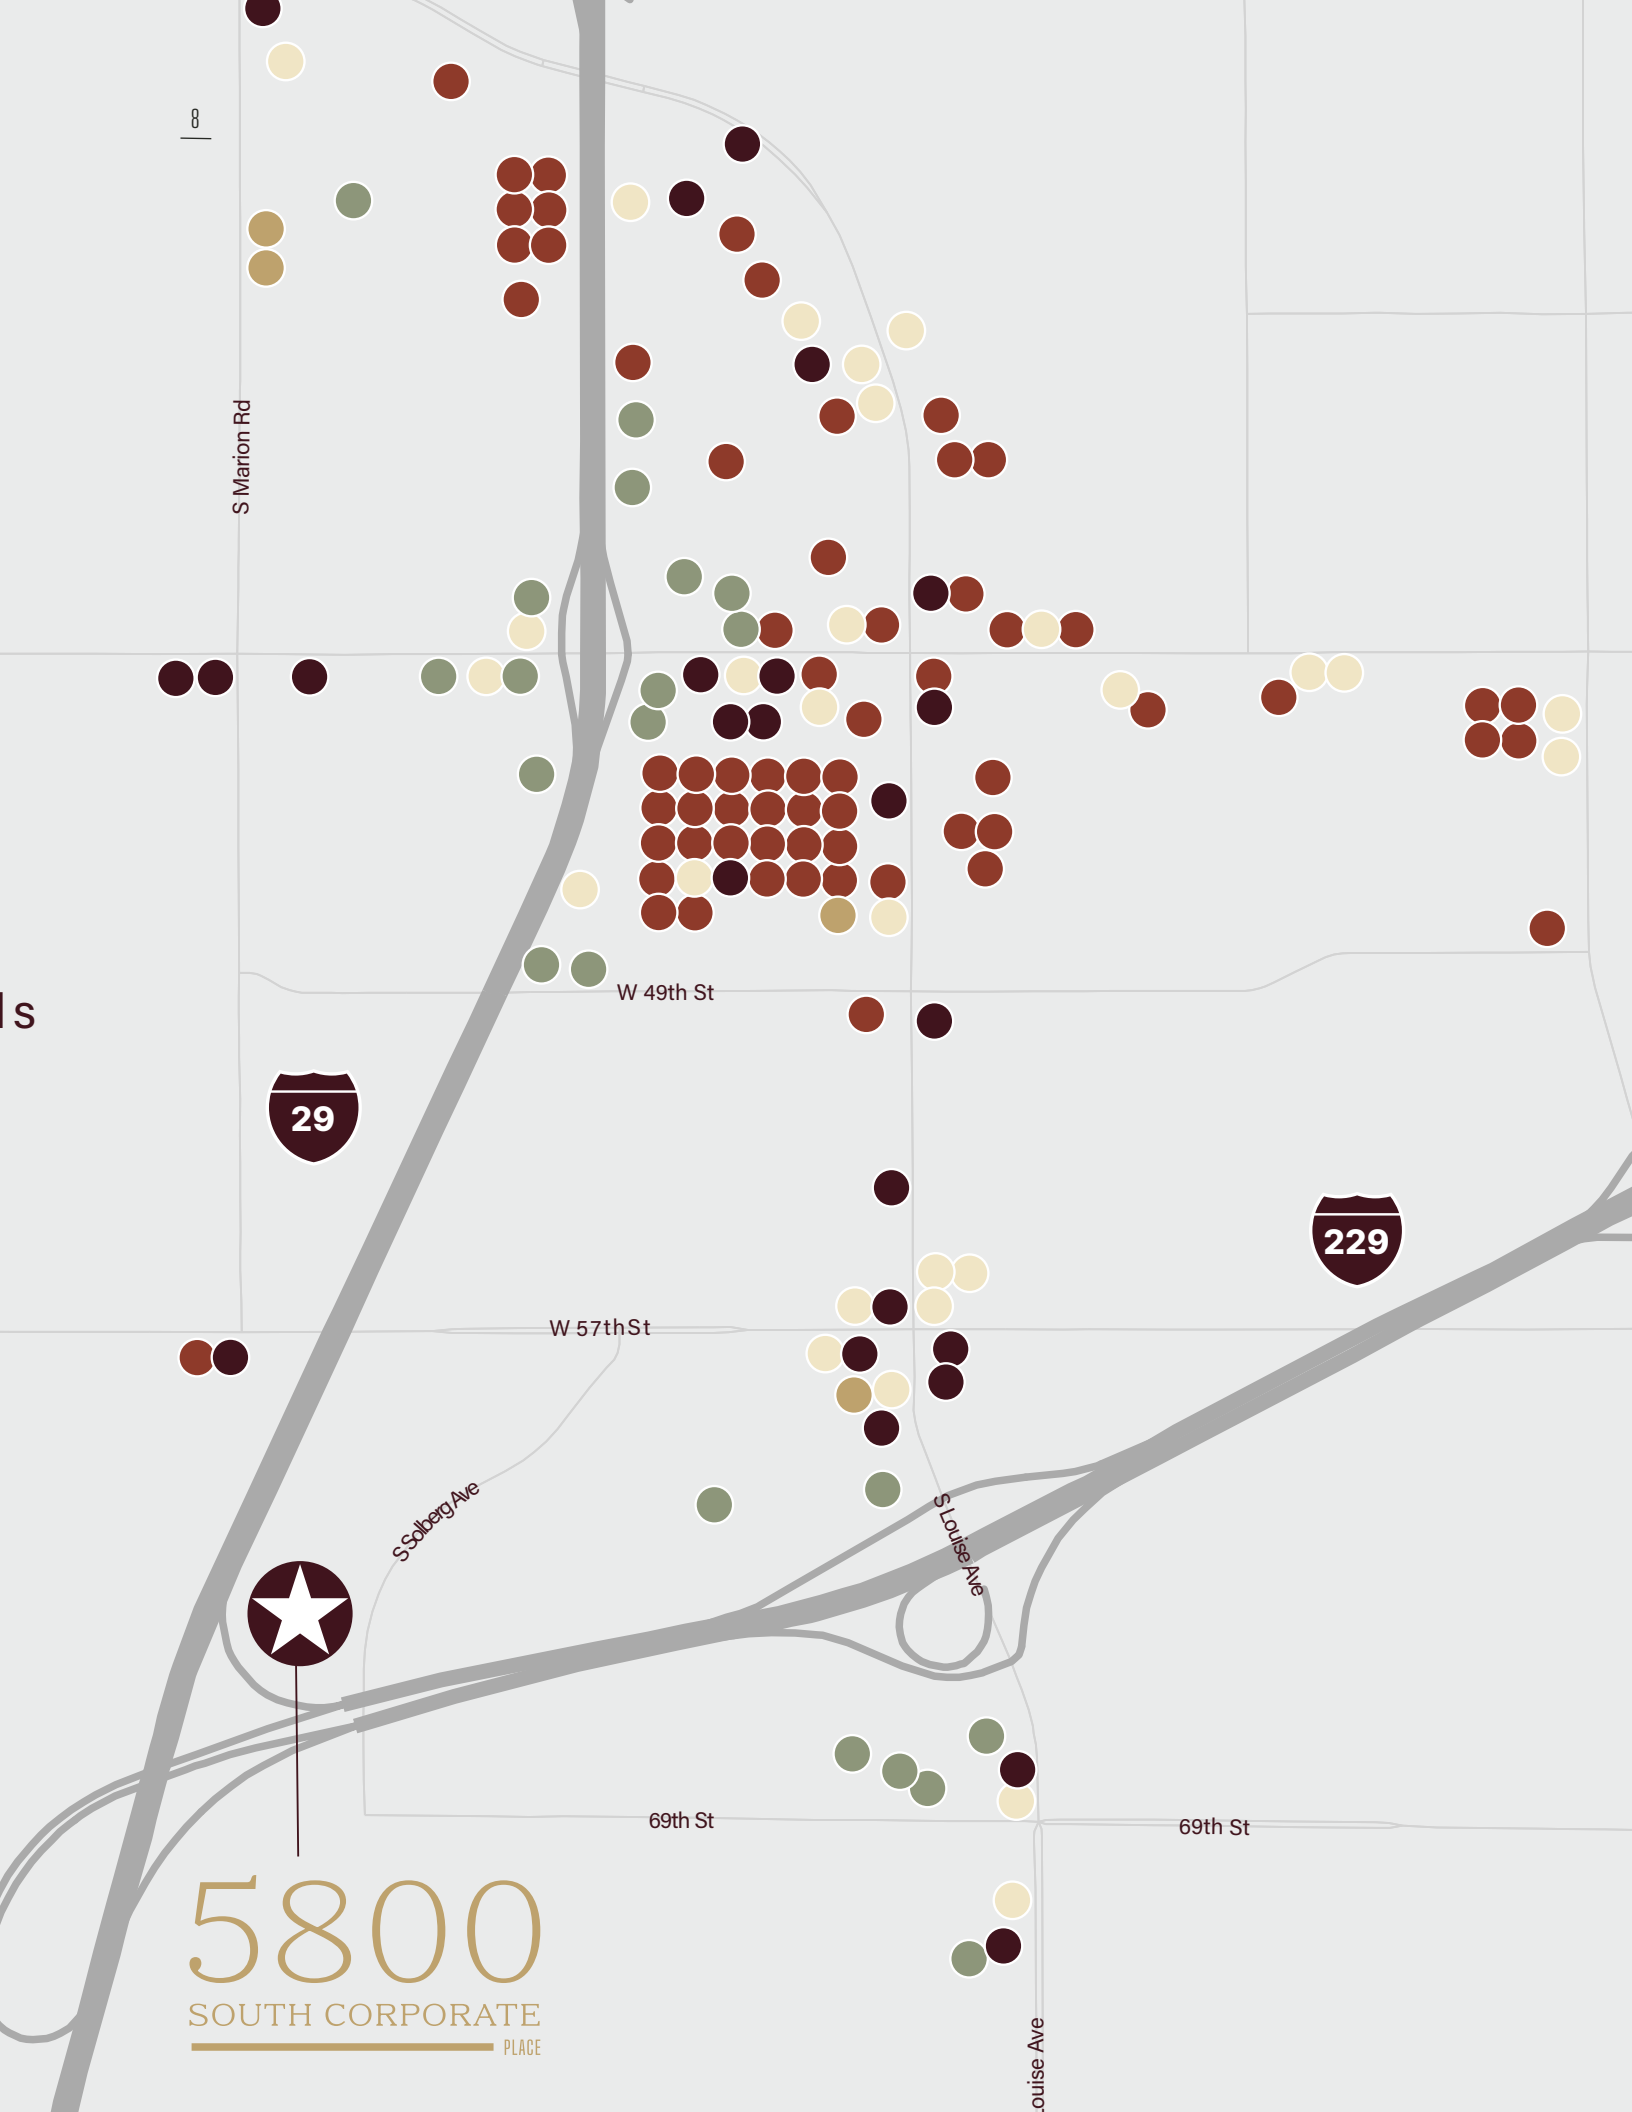 8
S Marion Rd
W 49th St
ls
29
229
W 57th St
S Solberg Ave
S Louise Ave
69th St
69th St
5800
SOUTH CORPORATE
PLACE
Louise Ave